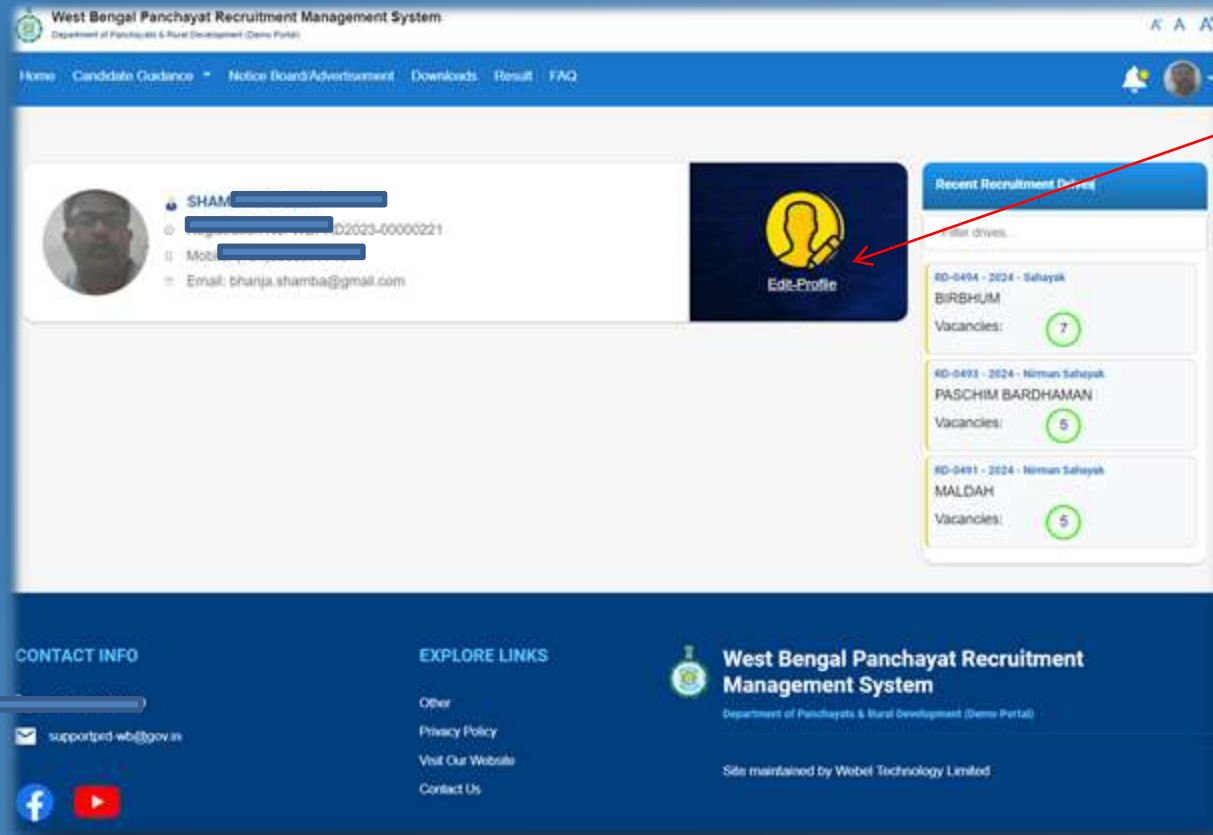 West Bengal Panchayat Recruitment Management System
Department of Panchayats & Rural Development (Demo Portal)
A A A
Home Candidate Guidance Notice Board/Advertisement Downloads Result FAQ
SHAM
D2023-00000221
Mobil
Email: bhanja.shamba@gmail.com
Edit-Profile
Recent Recruitment Drives
Filter drives...
RD-0494 - 2024 - Sahayak
BIRBHUM
Vacancies: 7
RD-0493 - 2024 - Nirman Sahayak
PASCHIM BARDHAMAN
Vacancies: 5
RD-0491 - 2024 - Nirman Sahayak
MALDAH
Vacancies: 5
CONTACT INFO
supportprd-wb@gov.in
EXPLORE LINKS
Other
Privacy Policy
Visit Our Website
Contact Us
West Bengal Panchayat Recruitment
Management System
Department of Panchayats & Rural Development (Demo Portal)
Site maintained by Webel Technology Limited